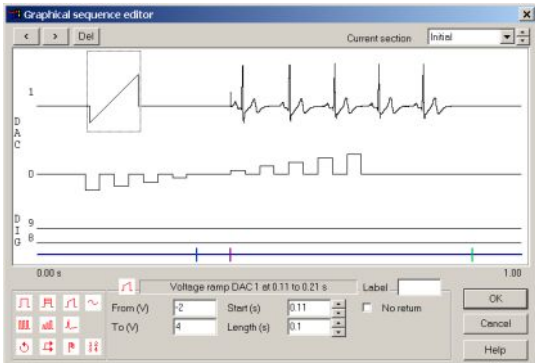 Graphical sequence editor
< > Del Current section Initial
1
D
A
C
0
D 9
I
G 8
0.00 s 1.00
Voltage ramp DAC 1 at 0.11 to 0.21 s Label
From (V) -2 Start (s) 0.11 No return OK
To (V) 4 Length (s) 0.1 Cancel
Help